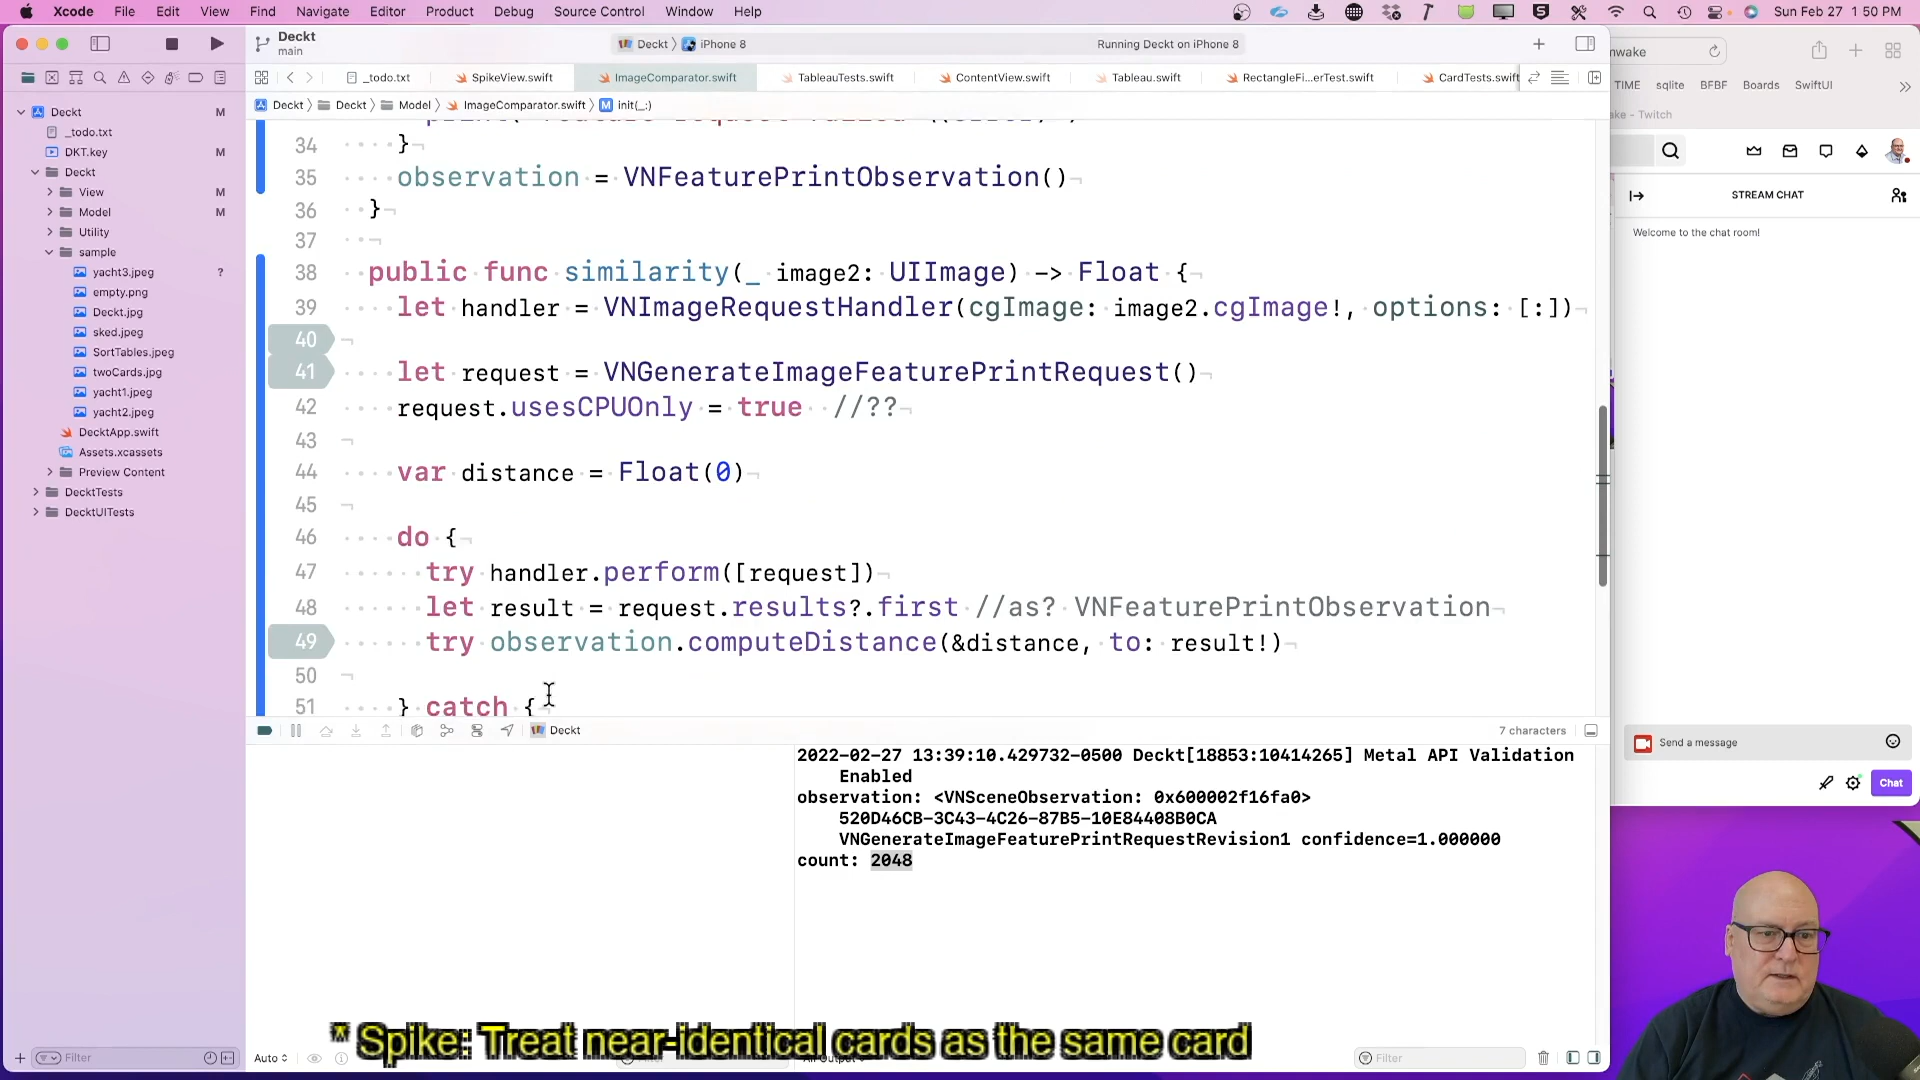 Xcode File Edit View Find Navigate Editor Product Debug Source Control Window Help
Sun Feb 27 1:50 PM
Deckt
main
Deckt 〉 iPhone 8
Running Deckt on iPhone 8
_todo.txt SpikeView.swift ImageComparator.swift TableauTests.swift ContentView.swift Tableau.swift RectangleFi...erTest.swift CardTests.swift
Deckt 〉 Deckt 〉 Model 〉 ImageComparator.swift 〉 M init(_:)
Deckt M
_todo.txt
DKT.key M
Deckt
View M
Model M
Utility
sample
yacht3.jpeg ?
empty.png
Deckt.jpg
sked.jpeg
SortTables.jpeg
twoCards.jpg
yacht1.jpeg
yacht2.jpeg
DecktApp.swift
Assets.xcassets
Preview Content
DecktTests
DecktUITests
Filter
34 }
35 observation = VNFeaturePrintObservation()
36 }
37
38 public func similarity(_ image2: UIImage) -> Float {
39 let handler = VNImageRequestHandler(cgImage: image2.cgImage!, options: [:])
40
41 let request = VNGenerateImageFeaturePrintRequest()
42 request.usesCPUOnly = true //??
43
44 var distance = Float(0)
45
46 do {
47 try handler.perform([request])
48 let result = request.results?.first //as? VNFeaturePrintObservation
49 try observation.computeDistance(&distance, to: result!)
50
51 } catch {
Deckt
7 characters
2022-02-27 13:39:10.429732-0500 Deckt[18853:10414265] Metal API Validation
Enabled
observation: <VNSceneObservation: 0x600002f16fa0>
520D46CB-3C43-4C26-87B5-10E84408B0CA
VNGenerateImageFeaturePrintRequestRevision1 confidence=1.000000
count: 2048
* Spike: Treat near-identical cards as the same card
Auto
Filter
nwake
TIME sqlite BFBF Boards SwiftUI
ake - Twitch
STREAM CHAT
Welcome to the chat room!
Send a message
Chat